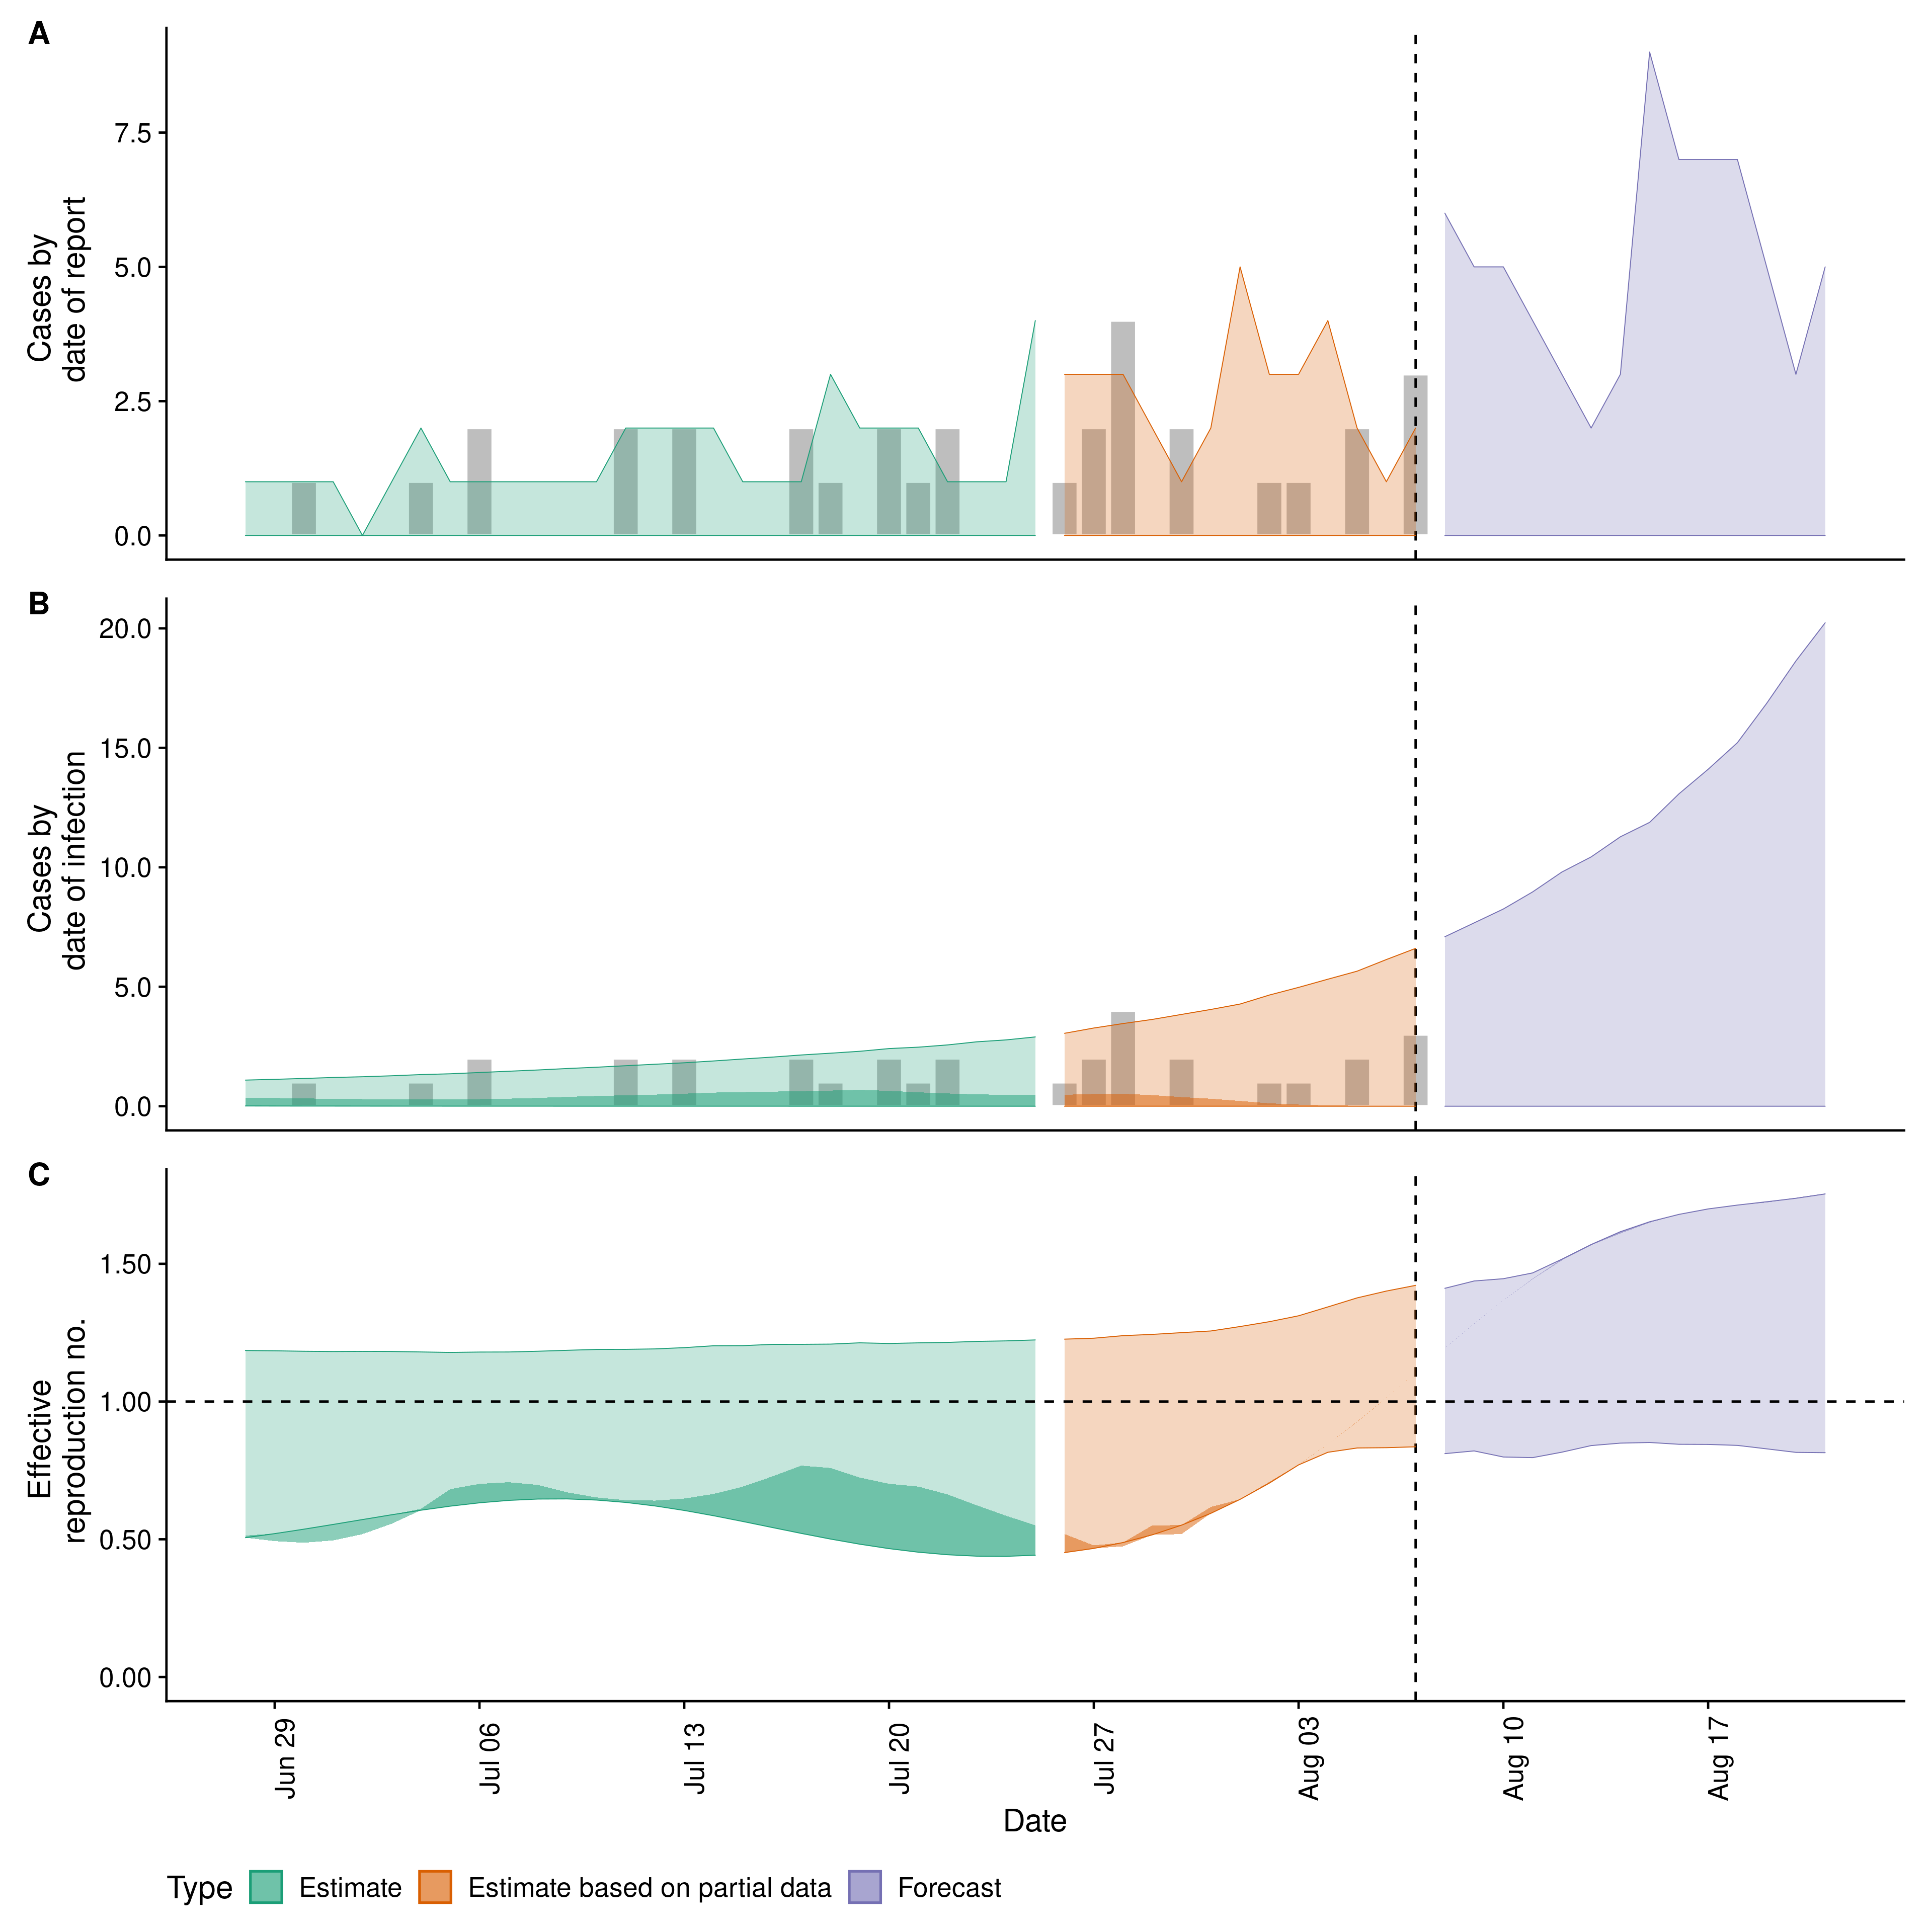 A
Cases by
date of report
7.5
5.0
2.5
0.0
B
Cases by
date of infection
20.0
15.0
10.0
5.0
0.0
C
Effective
reproduction no.
1.50
1.00
0.50
0.00
Jun 29
Jul 06
Jul 13
Jul 20
Jul 27
Aug 03
Aug 10
Aug 17
Date
Type Estimate Estimate based on partial data Forecast